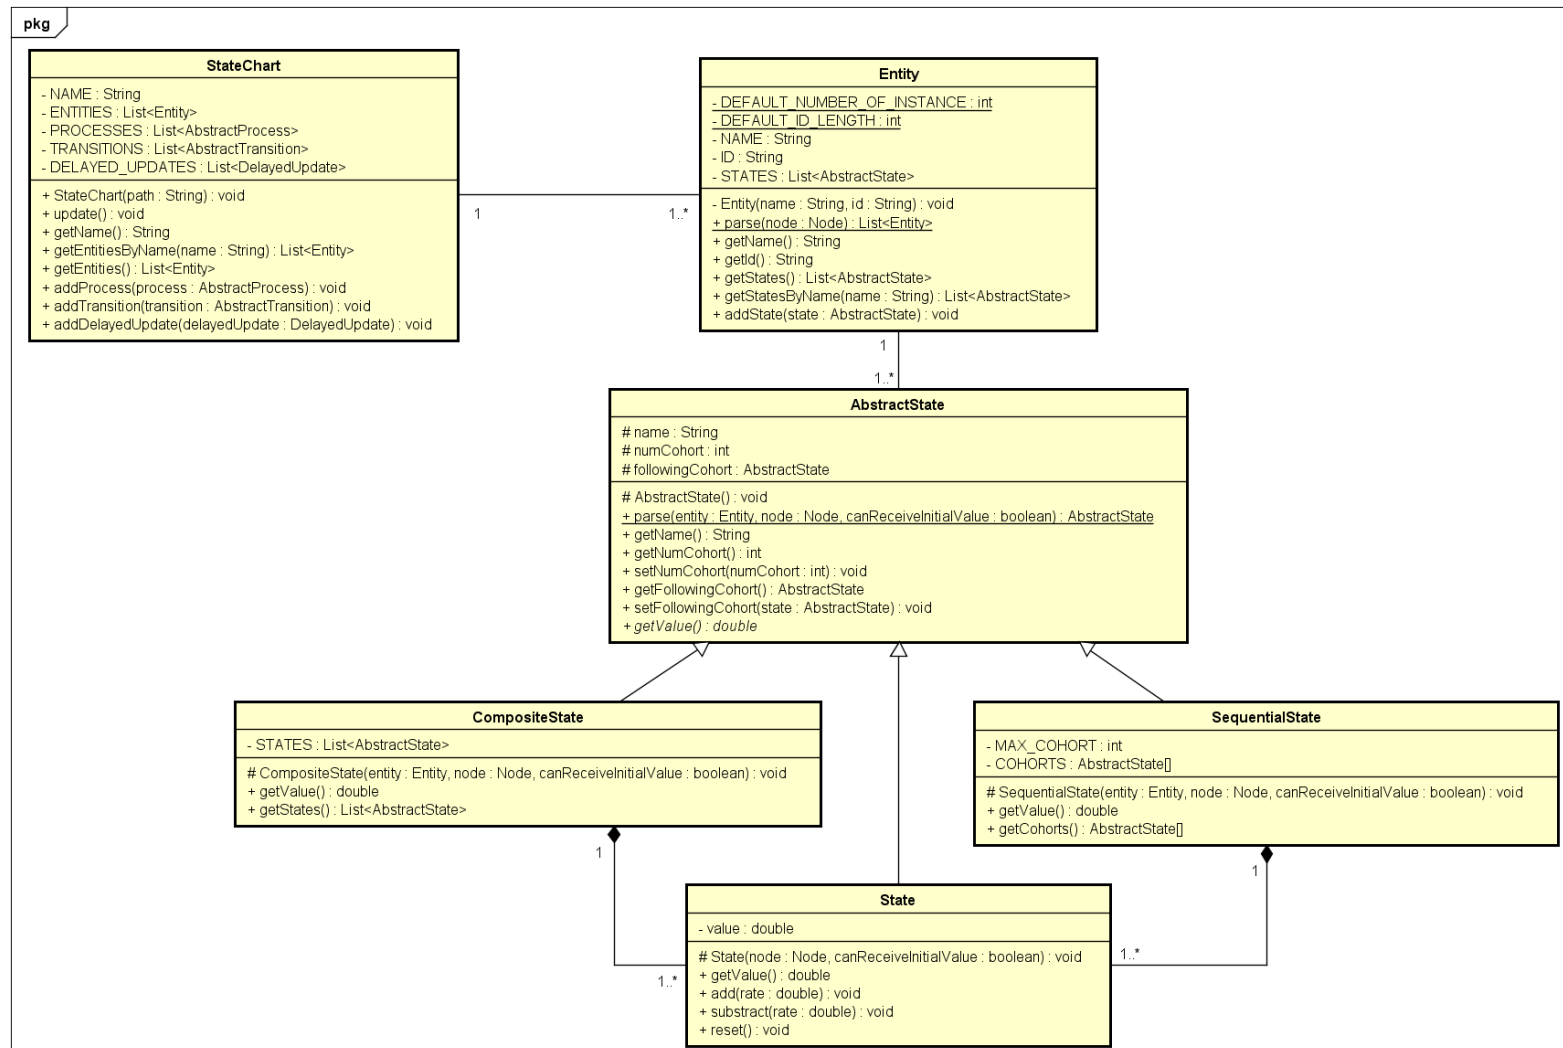 pkg
StateChart
- NAME : String
- ENTITIES : List<Entity>
- PROCESSES : List<AbstractProcess>
- TRANSITIONS : List<AbstractTransition>
- DELAYED_UPDATES : List<DelayedUpdate>
+ StateChart(path : String) : void
+ update() : void
+ getName() : String
+ getEntitiesByName(name : String) : List<Entity>
+ getEntities() : List<Entity>
+ addProcess(process : AbstractProcess) : void
+ addTransition(transition : AbstractTransition) : void
+ addDelayedUpdate(delayedUpdate : DelayedUpdate) : void
1
1..*
Entity
- DEFAULT_NUMBER_OF_INSTANCE : int
- DEFAULT_ID_LENGTH : int
- NAME : String
- ID : String
- STATES : List<AbstractState>
- Entity(name : String, id : String) : void
+ parse(node : Node) : List<Entity>
+ getName() : String
+ getId() : String
+ getStates() : List<AbstractState>
+ getStatesByName(name : String) : List<AbstractState>
+ addState(state : AbstractState) : void
1
1..*
AbstractState
# name : String
# numCohort : int
# followingCohort : AbstractState
# AbstractState() : void
+ parse(entity : Entity, node : Node, canReceiveInitialValue : boolean) : AbstractState
+ getName() : String
+ getNumCohort() : int
+ setNumCohort(numCohort : int) : void
+ getFollowingCohort() : AbstractState
+ setFollowingCohort(state : AbstractState) : void
+ getValue() : double
CompositeState
- STATES : List<AbstractState>
# CompositeState(entity : Entity, node : Node, canReceiveInitialValue : boolean) : void
+ getValue() : double
+ getStates() : List<AbstractState>
1
1..*
SequentialState
- MAX_COHORT : int
- COHORTS : AbstractState[]
# SequentialState(entity : Entity, node : Node, canReceiveInitialValue : boolean) : void
+ getValue() : double
+ getCohorts() : AbstractState[]
1
1..*
State
- value : double
# State(node : Node, canReceiveInitialValue : boolean) : void
+ getValue() : double
+ add(rate : double) : void
+ substract(rate : double) : void
+ reset() : void